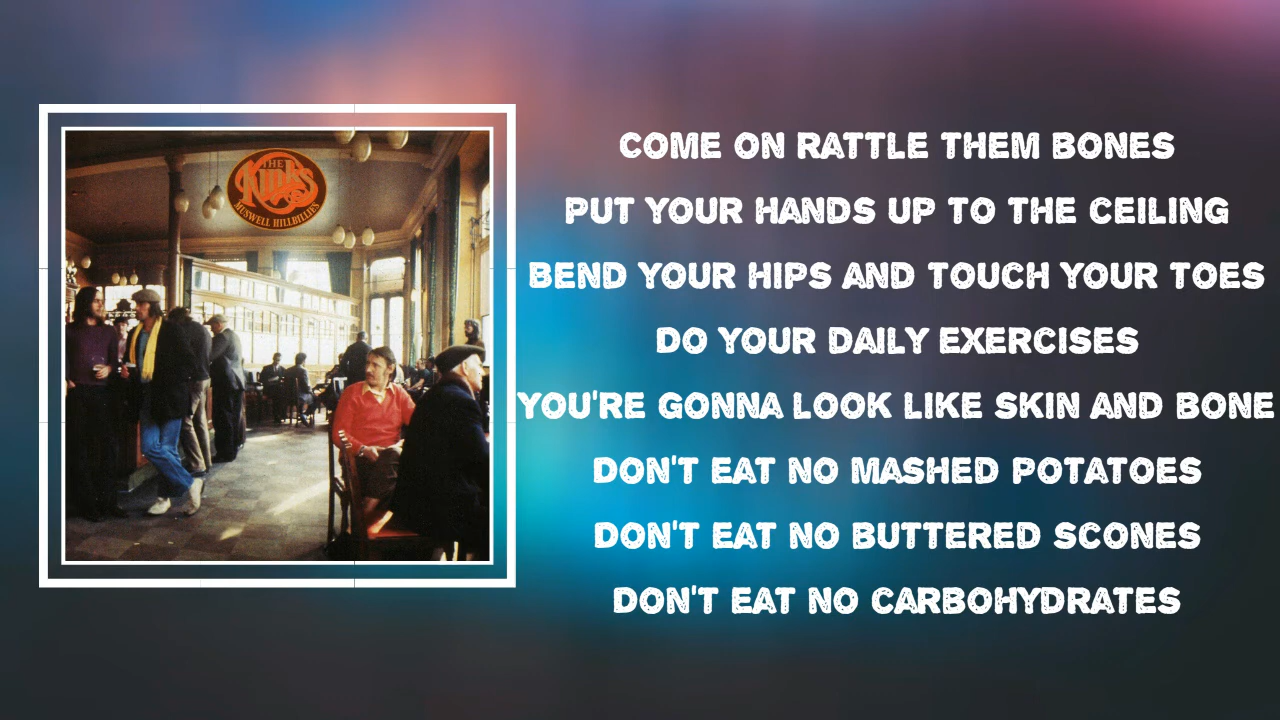 THE
KINKS
MUSWELL HILLBILLIES
COME ON RATTLE THEM BONES
PUT YOUR HANDS UP TO THE CEILING
BEND YOUR HIPS AND TOUCH YOUR TOES
DO YOUR DAILY EXERCISES
YOU'RE GONNA LOOK LIKE SKIN AND BONE
DON'T EAT NO MASHED POTATOES
DON'T EAT NO BUTTERED SCONES
DON'T EAT NO CARBOHYDRATES